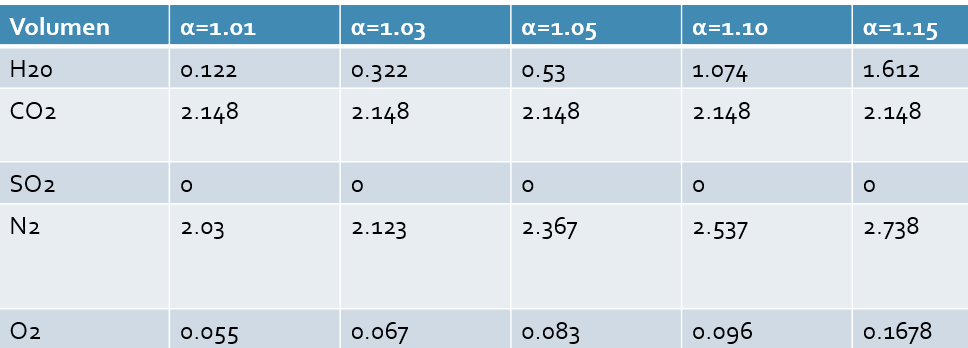 Volumen α=1.01 α=1.03 α=1.05 α=1.10 α=1.15
H2o 0.122 0.322 0.53 1.074 1.612
CO2 2.148 2.148 2.148 2.148 2.148
SO2 0 0 0 0 0
N2 2.03 2.123 2.367 2.537 2.738
O2 0.055 0.067 0.083 0.096 0.1678